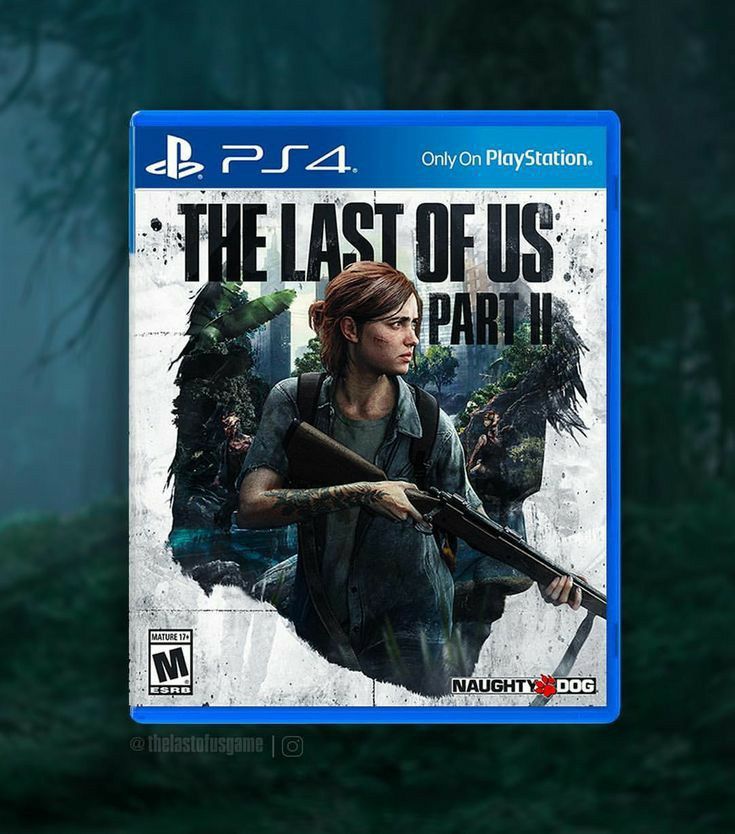 PS4
Only On PlayStation®
THE LAST OF US
PART II
MATURE 17+
M
ESRB
NAUGHTY DOG
@thelastofusgame |